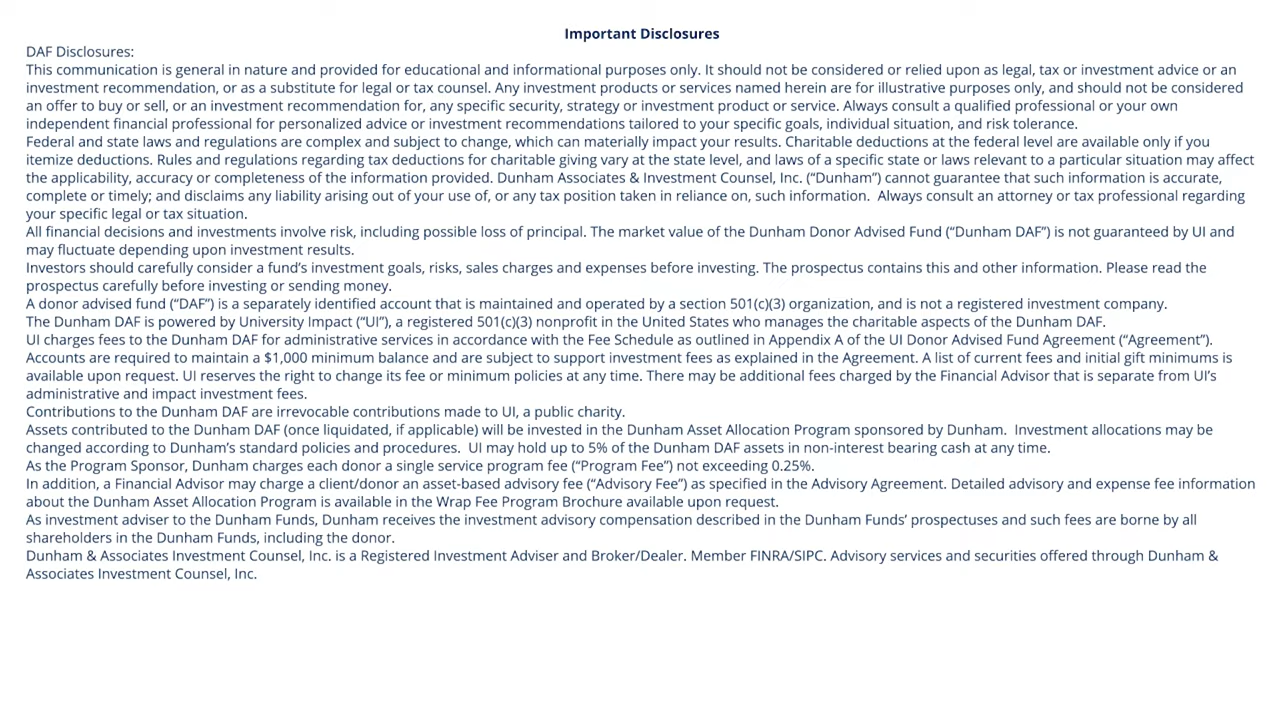 Important Disclosures
DAF Disclosures:
This communication is general in nature and provided for educational and informational purposes only. It should not be considered or relied upon as legal, tax or investment advice or an
investment recommendation, or as a substitute for legal or tax counsel. Any investment products or services named herein are for illustrative purposes only, and should not be considered
an offer to buy or sell, or an investment recommendation for, any specific security, strategy or investment product or service. Always consult a qualified professional or your own
independent financial professional for personalized advice or investment recommendations tailored to your specific goals, individual situation, and risk tolerance.
Federal and state laws and regulations are complex and subject to change, which can materially impact your results. Charitable deductions at the federal level are available only if you
itemize deductions. Rules and regulations regarding tax deductions for charitable giving vary at the state level, and laws of a specific state or laws relevant to a particular situation may affect
the applicability, accuracy or completeness of the information provided. Dunham Associates & Investment Counsel, Inc. (“Dunham”) cannot guarantee that such information is accurate,
complete or timely; and disclaims any liability arising out of your use of, or any tax position taken in reliance on, such information.  Always consult an attorney or tax professional regarding
your specific legal or tax situation.
All financial decisions and investments involve risk, including possible loss of principal. The market value of the Dunham Donor Advised Fund (“Dunham DAF”) is not guaranteed by UI and
may fluctuate depending upon investment results.
Investors should carefully consider a fund’s investment goals, risks, sales charges and expenses before investing. The prospectus contains this and other information. Please read the
prospectus carefully before investing or sending money.
A donor advised fund (“DAF”) is a separately identified account that is maintained and operated by a section 501(c)(3) organization, and is not a registered investment company.
The Dunham DAF is powered by University Impact (“UI”), a registered 501(c)(3) nonprofit in the United States who manages the charitable aspects of the Dunham DAF.
UI charges fees to the Dunham DAF for administrative services in accordance with the Fee Schedule as outlined in Appendix A of the UI Donor Advised Fund Agreement (“Agreement”).
Accounts are required to maintain a $1,000 minimum balance and are subject to support investment fees as explained in the Agreement. A list of current fees and initial gift minimums is
available upon request. UI reserves the right to change its fee or minimum policies at any time. There may be additional fees charged by the Financial Advisor that is separate from UI’s
administrative and impact investment fees.
Contributions to the Dunham DAF are irrevocable contributions made to UI, a public charity.
Assets contributed to the Dunham DAF (once liquidated, if applicable) will be invested in the Dunham Asset Allocation Program sponsored by Dunham.  Investment allocations may be
changed according to Dunham’s standard policies and procedures.  UI may hold up to 5% of the Dunham DAF assets in non-interest bearing cash at any time.
As the Program Sponsor, Dunham charges each donor a single service program fee (“Program Fee”) not exceeding 0.25%.
In addition, a Financial Advisor may charge a client/donor an asset-based advisory fee (“Advisory Fee”) as specified in the Advisory Agreement. Detailed advisory and expense fee information
about the Dunham Asset Allocation Program is available in the Wrap Fee Program Brochure available upon request.
As investment adviser to the Dunham Funds, Dunham receives the investment advisory compensation described in the Dunham Funds’ prospectuses and such fees are borne by all
shareholders in the Dunham Funds, including the donor.
Dunham & Associates Investment Counsel, Inc. is a Registered Investment Adviser and Broker/Dealer. Member FINRA/SIPC. Advisory services and securities offered through Dunham &
Associates Investment Counsel, Inc.